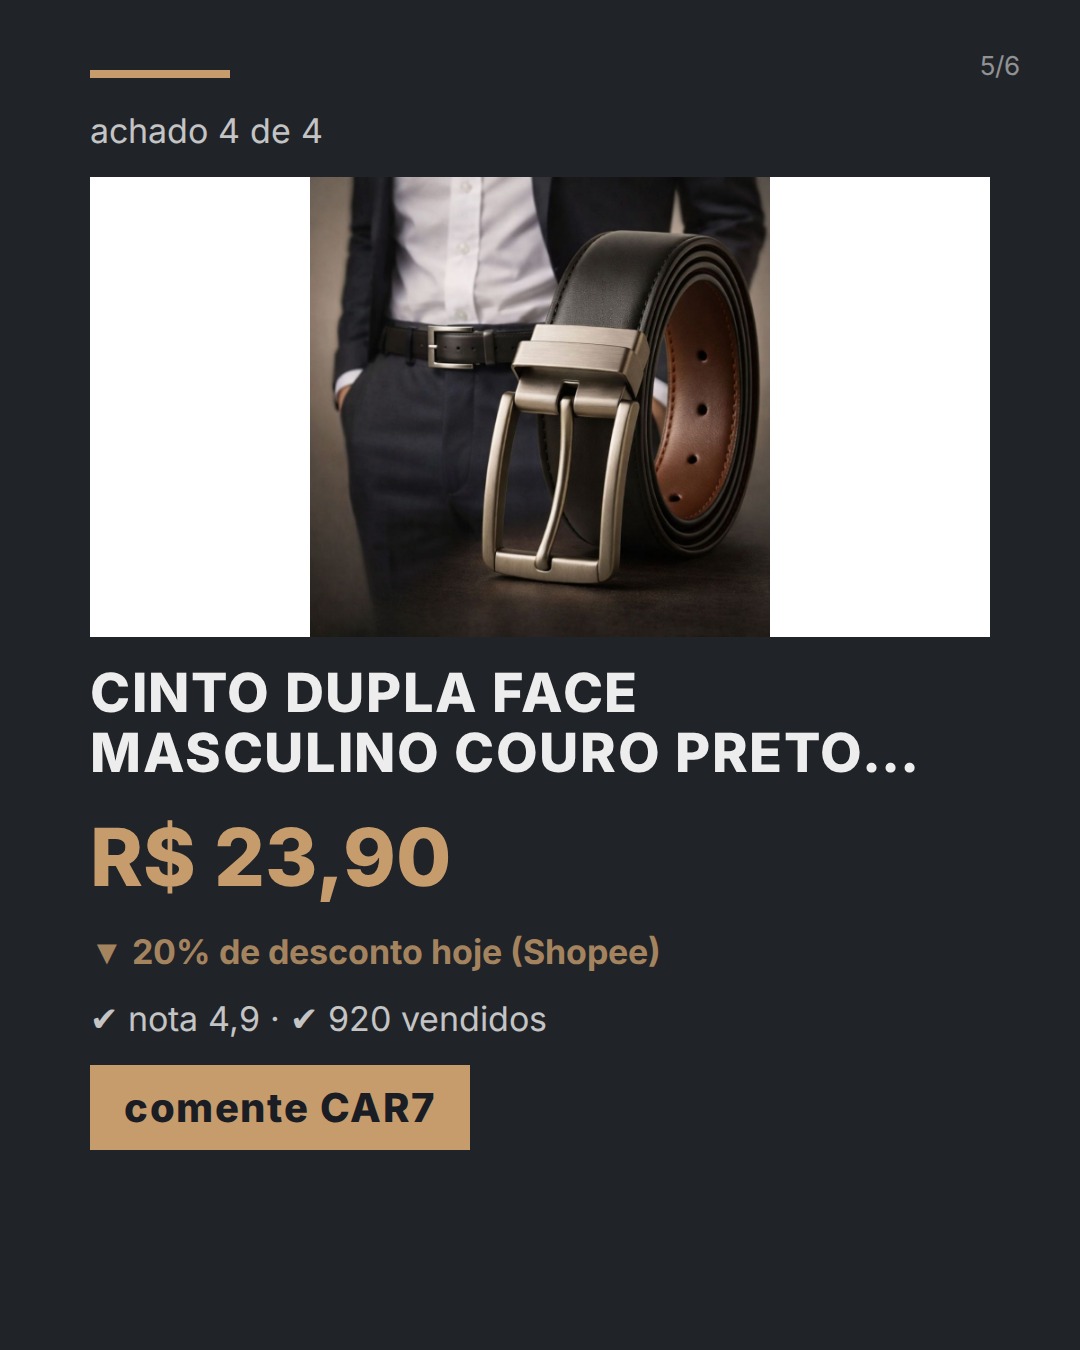 5/6
achado 4 de 4
CINTO DUPLA FACE
MASCULINO COURO PRETO...
R$ 23,90
▼ 20% de desconto hoje (Shopee)
✔ nota 4,9 · ✔ 920 vendidos
comente CAR7